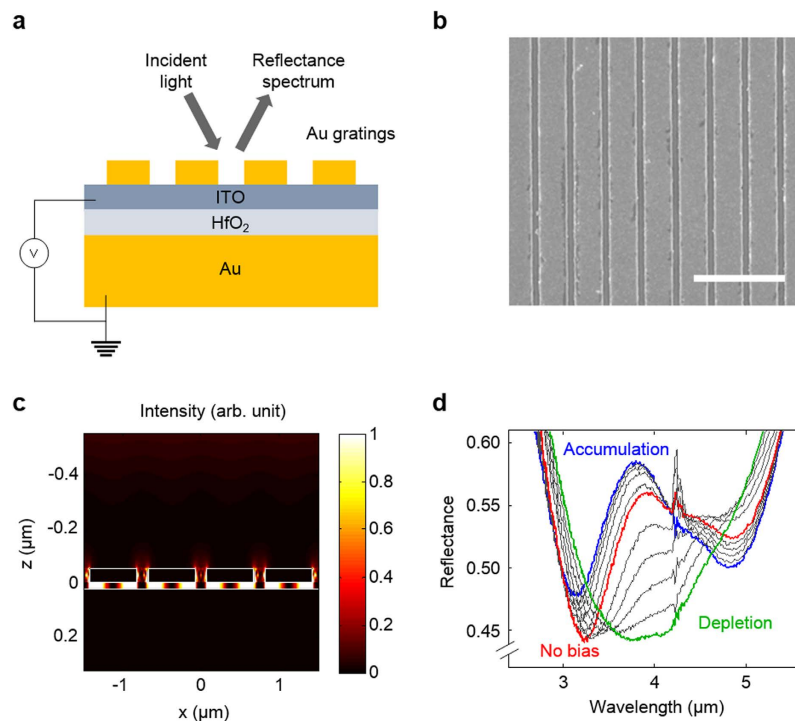 a
Incident
light
Reflectance
spectrum
Au gratings
ITO
HfO₂
V
Au
b
c
Intensity (arb. unit)
1
0.8
0.6
0.4
0.2
0
-0.4
-0.2
0
0.2
z (µm)
-1
0
1
x (µm)
d
0.60
0.55
0.50
0.45
Reflectance
Accumulation
Depletion
No bias
3
4
5
Wavelength (µm)